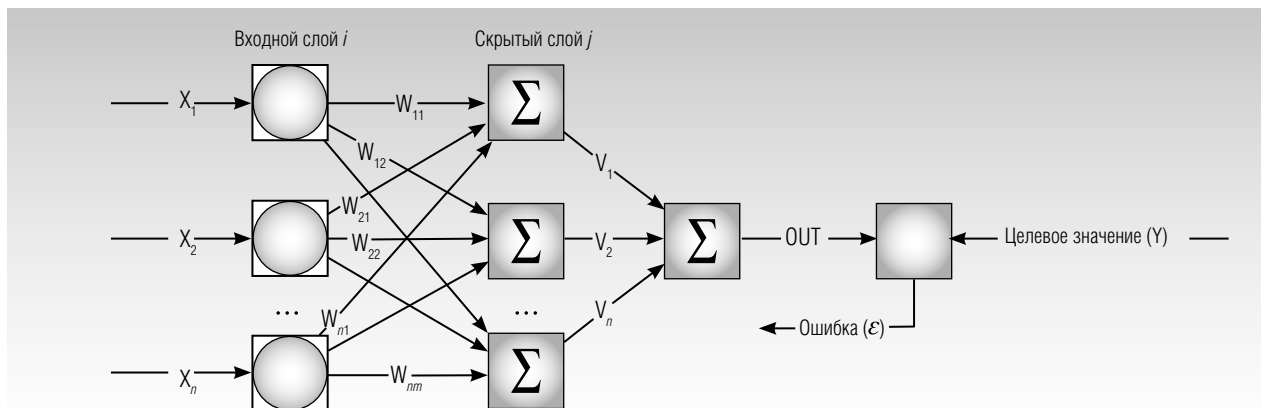 Входной слой i
Скрытый слой j
X₁
W₁₁
Σ
W₁₂
V₁
W₂₁
X₂
W₂₂
Σ
V₂
Σ
OUT
Целевое значение (Y)
...
Wₙ₁
...
Vₙ
Ошибка (ℰ)
Xₙ
Wₙₘ
Σ